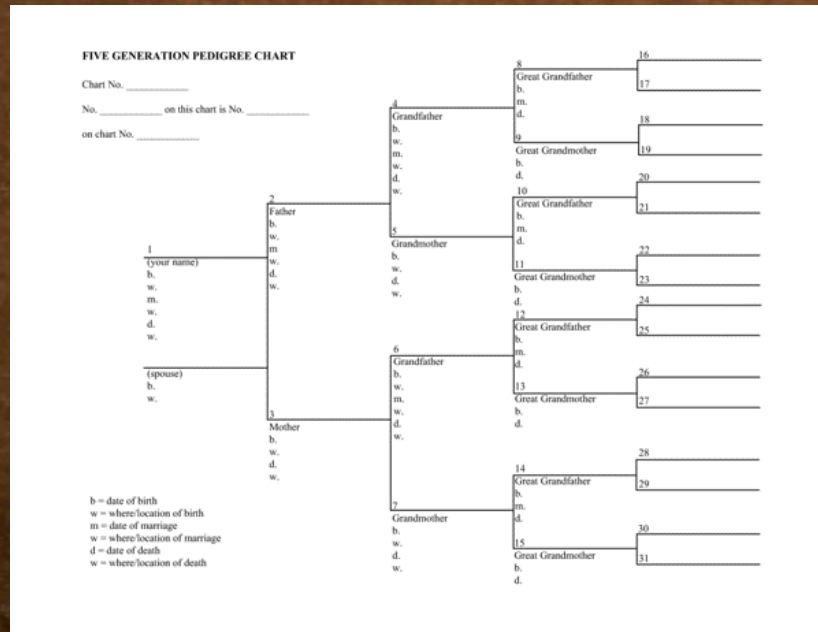 FIVE GENERATION PEDIGREE CHART
Chart No. ____________
No. ____________ on this chart is No. ____________
on chart No. ____________
1
(your name)
b.
w.
m.
w.
d.
w.
(spouse)
b.
w.
2
Father
b.
w.
m
w.
d.
w.
3
Mother
b.
w.
d.
w.
4
Grandfather
b.
w.
m.
w.
d.
w.
5
Grandmother
b.
w.
d.
w.
6
Grandfather
b.
w.
m.
w.
d.
w.
7
Grandmother
b.
w.
d.
w.
8
Great Grandfather
b.
m.
d.
9
Great Grandmother
b.
d.
10
Great Grandfather
b.
m.
d.
11
Great Grandmother
b.
d.
12
Great Grandfather
b.
m.
d.
13
Great Grandmother
b.
d.
14
Great Grandfather
b.
m.
d.
15
Great Grandmother
b.
d.
16
17
18
19
20
21
22
23
24
25
26
27
28
29
30
31
b = date of birth
w = where/location of birth
m = date of marriage
w = where/location of marriage
d = date of death
w = where/location of death